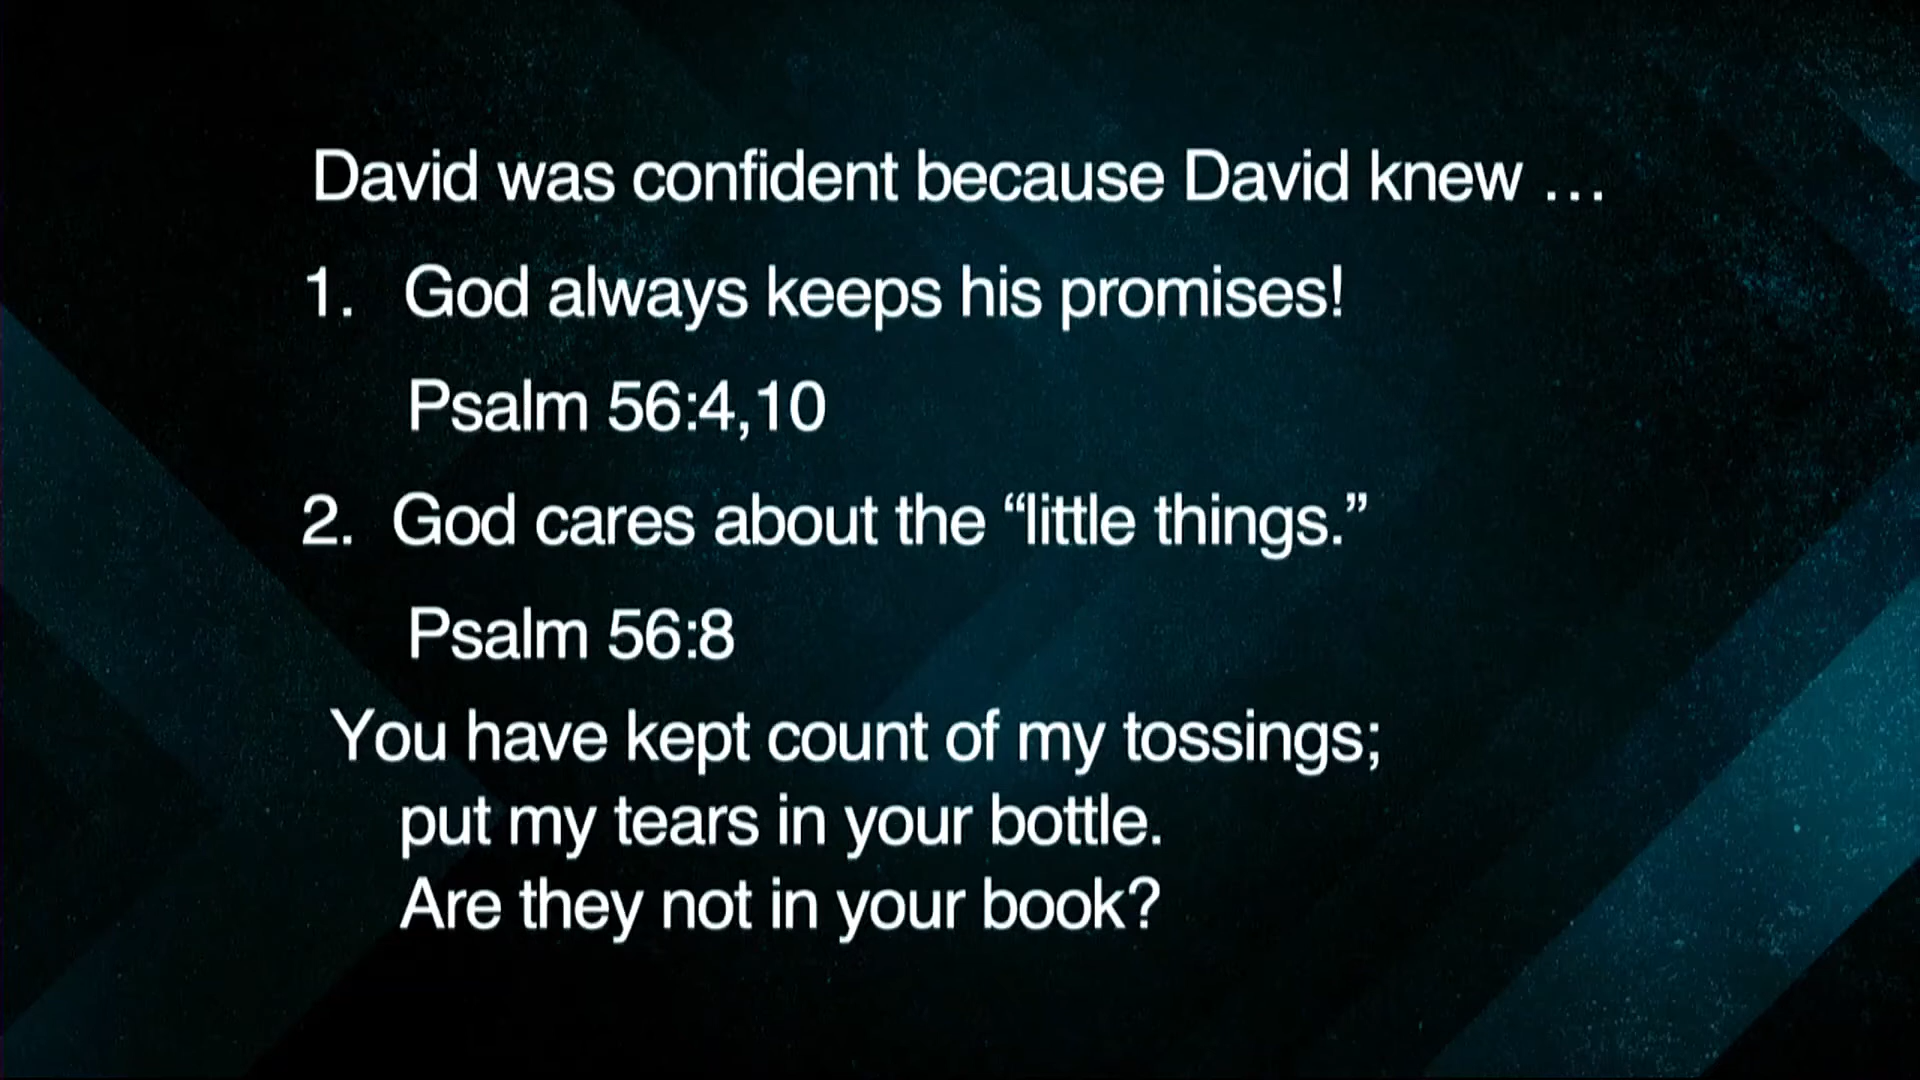 David was confident because David knew …
1. God always keeps his promises!
Psalm 56:4,10
2. God cares about the “little things.”
Psalm 56:8
You have kept count of my tossings;
put my tears in your bottle.
Are they not in your book?